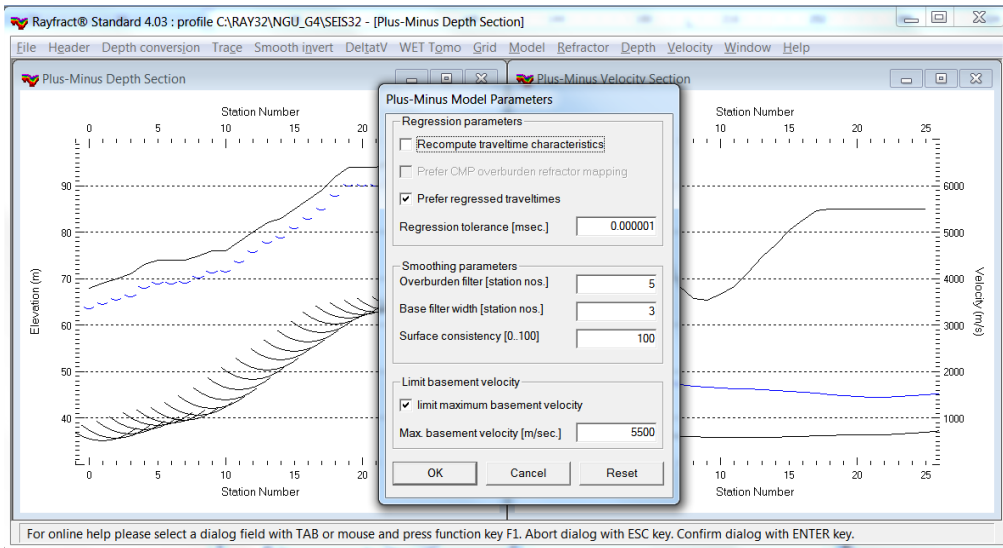 Rayfract® Standard 4.03 : profile C:\RAY32\NGU_G4\SEIS32 - [Plus-Minus Depth Section]
File Header Depth conversion Trace Smooth invert DeltatV WET Tomo Grid Model Refractor Depth Velocity Window Help
Plus-Minus Depth Section
Station Number
0 5 10 15 20
90
80
70
60
50
40
Elevation (m)
0 5 10 15 20
Station Number
Plus-Minus Model Parameters
Regression parameters
Recompute traveltime characteristics
Prefer CMP overburden refractor mapping
Prefer regressed traveltimes
Regression tolerance [msec.] 0.000001
Smoothing parameters
Overburden filter [station nos.] 5
Base filter width [station nos.] 3
Surface consistency [0..100] 100
Limit basement velocity
limit maximum basement velocity
Max. basement velocity [m/sec.] 5500
OK Cancel Reset
Plus-Minus Velocity Section
Station Number
10 15 20 25
6000
5000
4000
3000
2000
1000
Velocity (m/s)
10 15 20 25
Station Number
For online help please select a dialog field with TAB or mouse and press function key F1. Abort dialog with ESC key. Confirm dialog with ENTER key.